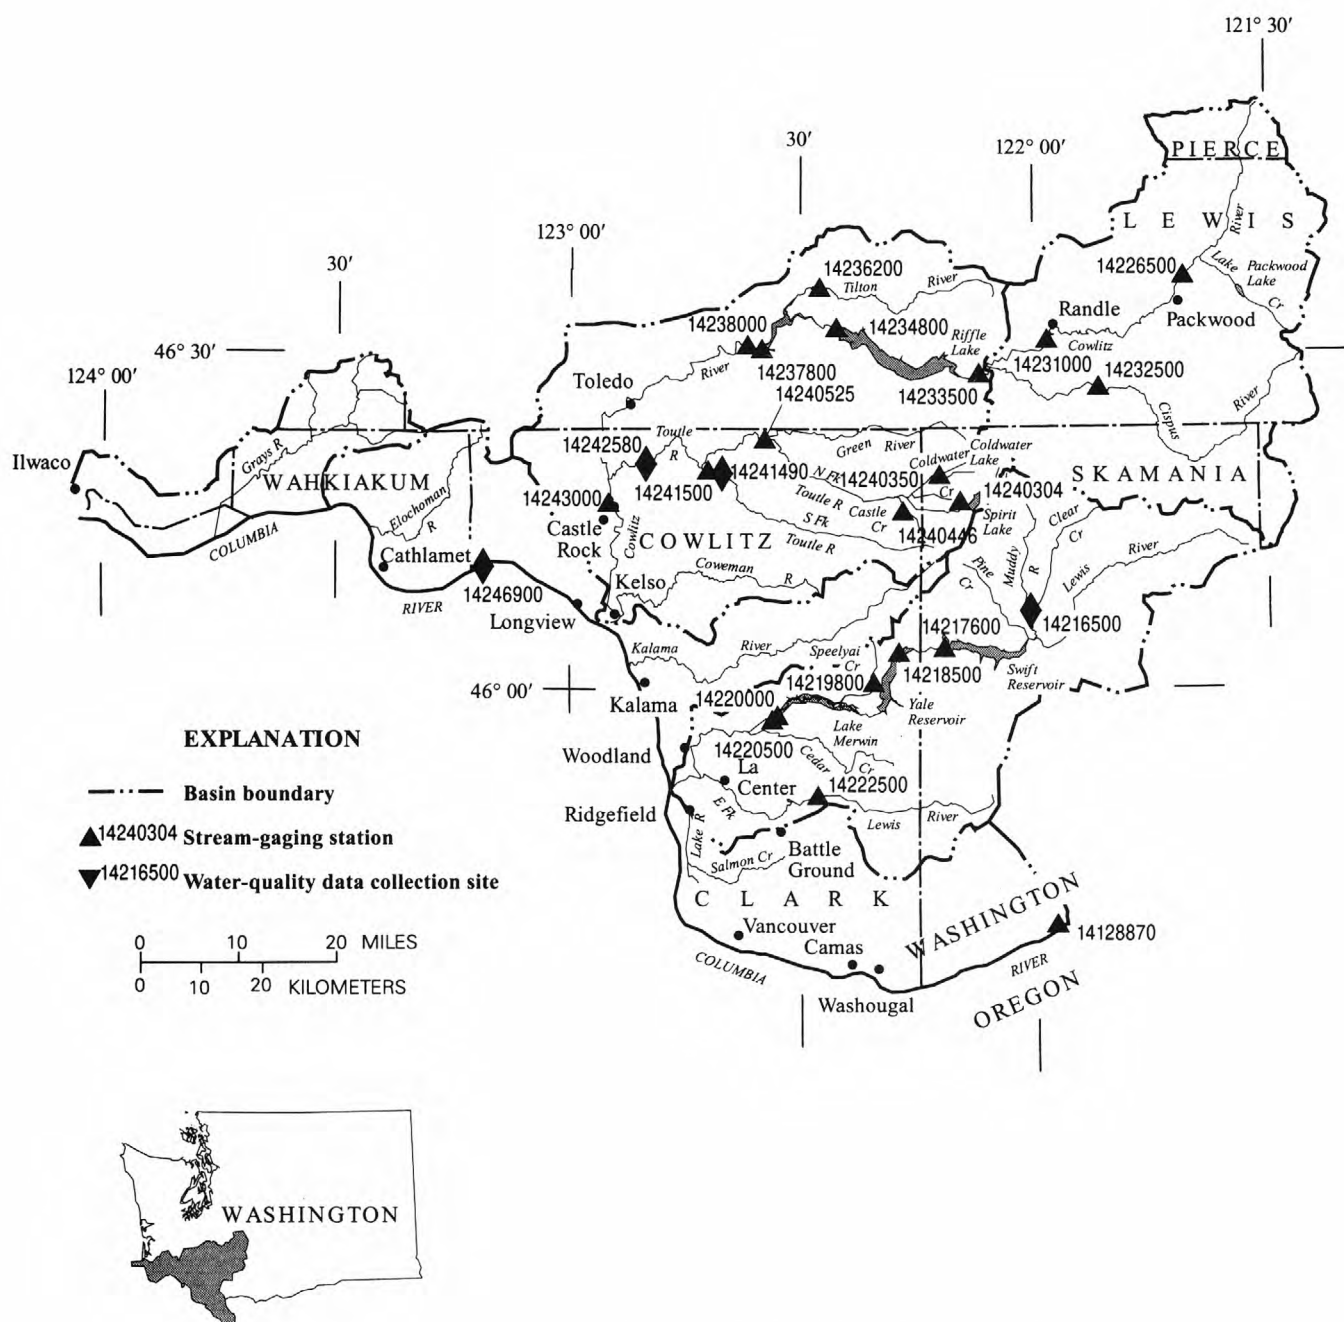 121° 30′
30′
122° 00′
PIERCE
LEWIS
River
123° 00′
30′
14236200
Tilton
River
14226500
Lake
Packwood
Lake
Cr
Randle
Packwood
14238000
14234800
Riffle
Lake
Cowlitz
46° 30′
14231000
14232500
124° 00′
River
14237800
14233500
Toledo
14240525
Cispus
River
14242580
Toutle
R
Green
River
Coldwater
Lake
Ilwaco
Grays R
WAHKIAKUM
14241490
N Fk
14240350
Coldwater
Cr
14240304
SKAMANIA
14243000
14241500
Toutle R
Castle
Cr
Spirit
Lake
Clear
Cr
Elochoman
R
Castle
Rock
Cowlitz
S Fk
Toutle R
14240446
COLUMBIA
COWLITZ
Muddy
R
Lewis
River
Cathlamet
Coweman
R
Pine
Cr
Kelso
RIVER
14246900
Longview
14217600
14216500
Kalama
River
Speelyai
Cr
14218500
Swift
Reservoir
46° 00′
14219800
Kalama
14220000
Yale
Reservoir
Lake
Merwin
EXPLANATION
Woodland
14220500
Cedar
Cr
La
Center
14222500
Basin boundary
Ridgefield
E Fk
Lewis
River
14240304 Stream-gaging station
Lake R
Battle
Ground
Salmon Cr
14216500 Water-quality data collection site
CLARK
WASHINGTON
Vancouver
14128870
0 10 20 MILES
Camas
COLUMBIA
RIVER
0 10 20 KILOMETERS
OREGON
Washougal
WASHINGTON